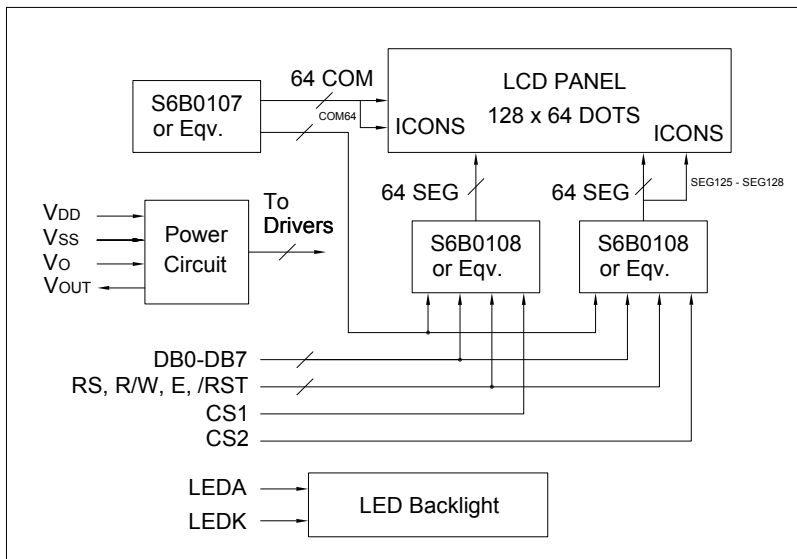 64 COM
S6B0107
or Eqv.
COM64
LCD PANEL
128 x 64 DOTS
ICONS
ICONS
64 SEG
64 SEG
SEG125 - SEG128
VDD
VSS
VO
VOUT
Power
Circuit
To
Drivers
S6B0108
or Eqv.
S6B0108
or Eqv.
DB0-DB7
RS, R/W, E, /RST
CS1
CS2
LEDA
LEDK
LED Backlight